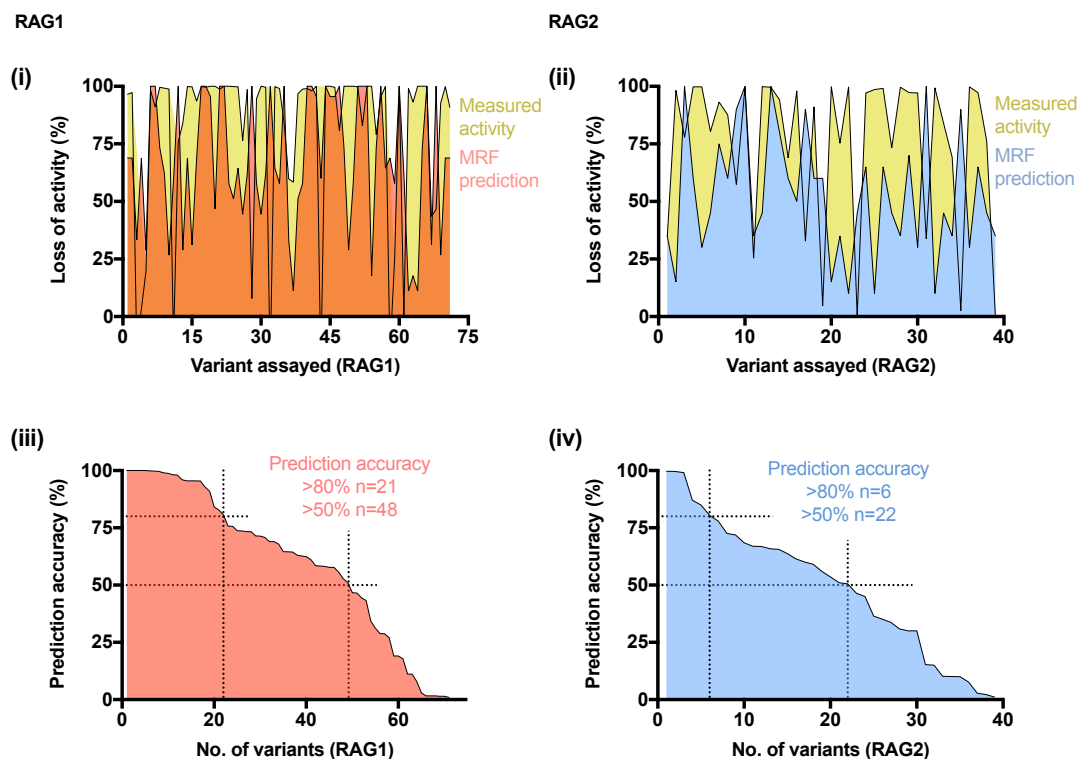 RAG1
RAG2
(i)
Loss of activity (%)
100
75
50
25
0
0
15
30
45
60
75
Variant assayed (RAG1)
Measured
activity
MRF
prediction
(ii)
Loss of activity (%)
100
75
50
25
0
0
10
20
30
40
Variant assayed (RAG2)
Measured
activity
MRF
prediction
(iii)
Prediction accuracy (%)
100
75
50
25
0
0
20
40
60
No. of variants (RAG1)
Prediction accuracy
>80% n=21
>50% n=48
(iv)
Prediction accuracy (%)
100
75
50
25
0
0
10
20
30
40
No. of variants (RAG2)
Prediction accuracy
>80% n=6
>50% n=22